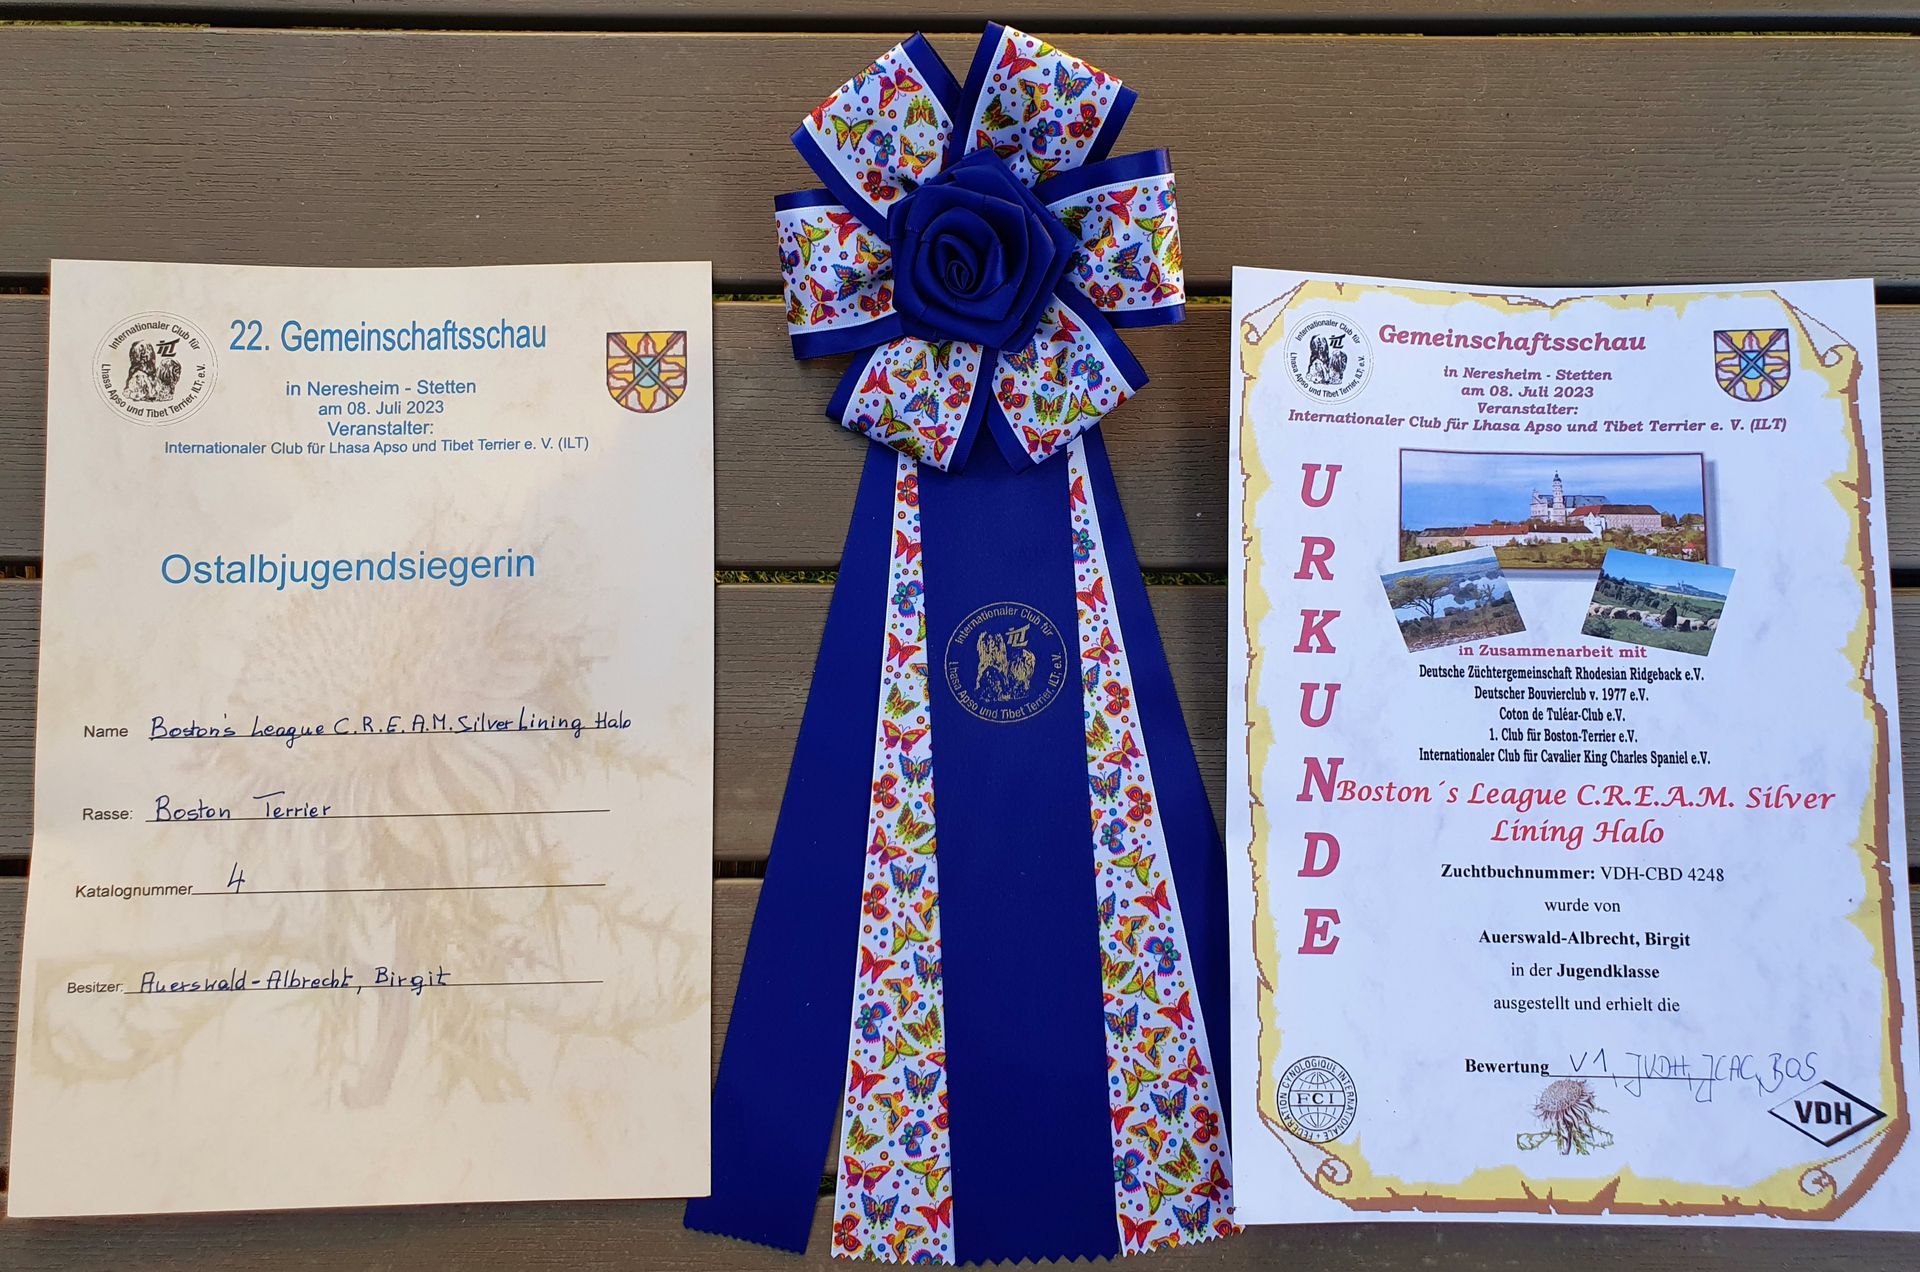 Internationaler Club für
ILT
Lhasa Apso und Tibet Terrier, ILT; e.V.
22. Gemeinschaftsschau
in Neresheim - Stetten
am 08. Juli 2023
Veranstalter:
Internationaler Club für Lhasa Apso und Tibet Terrier e. V. (ILT)
Ostalbjugendsiegerin
Name Boston's League C.R.E.A.M. Silver Lining Halo
Rasse: Boston Terrier
Katalognummer 4
Besitzer: Auerswald-Albrecht, Birgit
Internationaler Club für
ILT
Lhasa Apso und Tibet Terrier, ILT; e.V.
Internationaler Club für
ILT
Lhasa Apso und Tibet Terrier, ILT; e.V.
Gemeinschaftsschau
in Neresheim - Stetten
am 08. Juli 2023
Veranstalter:
Internationaler Club für Lhasa Apso und Tibet Terrier e. V. (ILT)
URKUNDE
in Zusammenarbeit mit
Deutsche Züchtergemeinschaft Rhodesian Ridgeback e.V.
Deutscher Bouvierclub v. 1977 e.V.
Coton de Tuléar-Club e.V.
1. Club für Boston-Terrier e.V.
Internationaler Club für Cavalier King Charles Spaniel e.V.
Boston´s League C.R.E.A.M. Silver
Lining Halo
Zuchtbuchnummer: VDH-CBD 4248
wurde von
Auerswald-Albrecht, Birgit
in der Jugendklasse
ausgestellt und erhielt die
Bewertung V1, JVDH, JCAC, BOS
FEDERATION CYNOLOGIQUE INTERNATIONALE
FCI
VDH